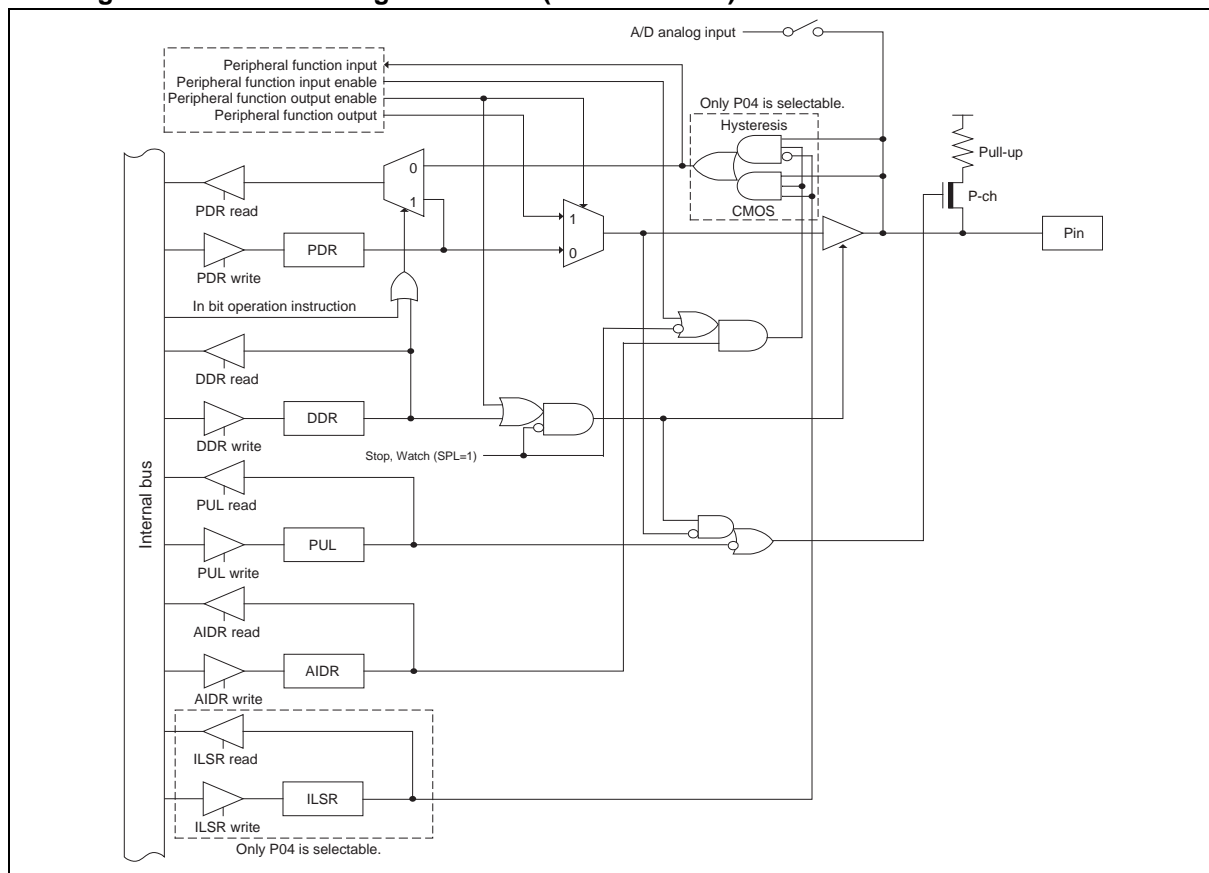 A/D analog input
Peripheral function input
Peripheral function input enable
Peripheral function output enable
Peripheral function output
Only P04 is selectable.
Hysteresis
CMOS
Pull-up
P-ch
Pin
0
1
PDR read
1
0
PDR
PDR write
In bit operation instruction
DDR read
DDR
DDR write
Stop, Watch (SPL=1)
Internal bus
PUL read
PUL
PUL write
AIDR read
AIDR
AIDR write
ILSR read
ILSR
ILSR write
Only P04 is selectable.